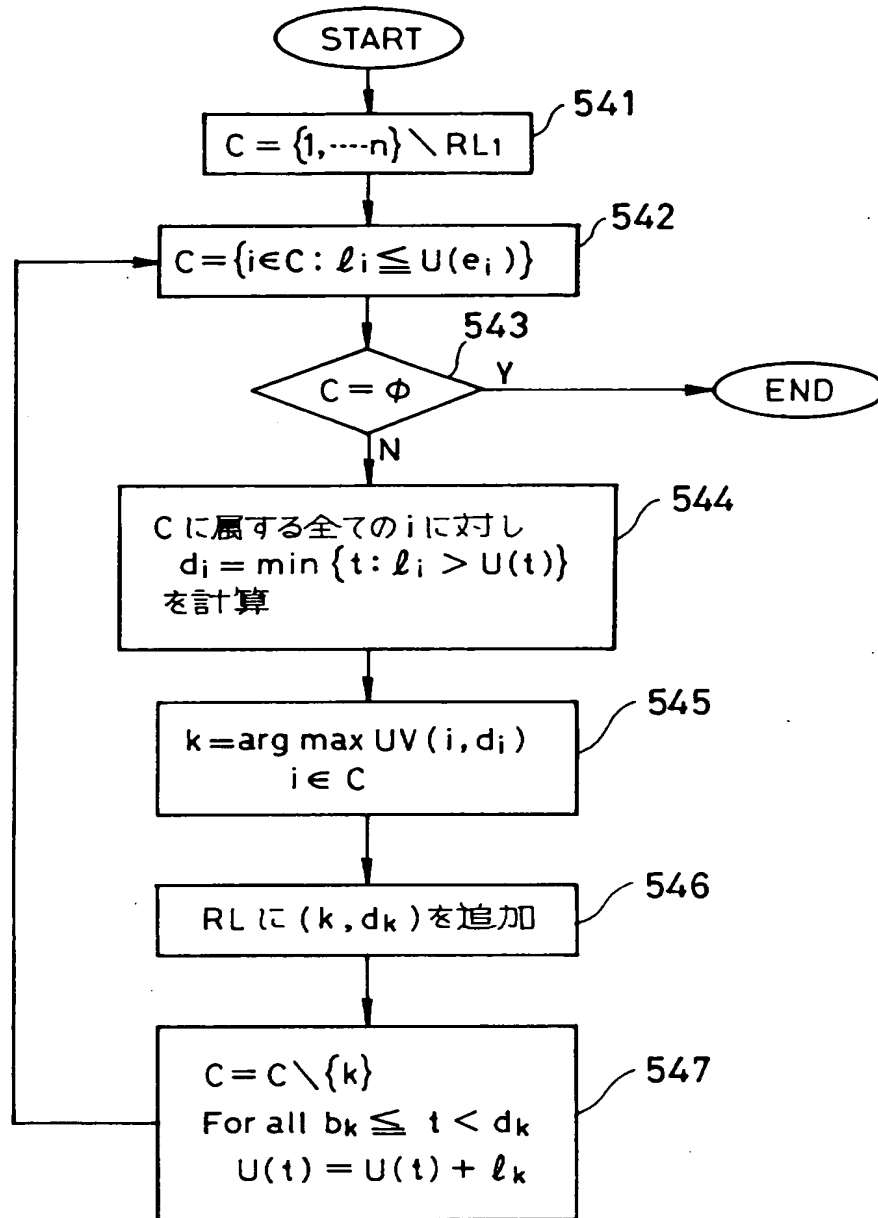 START
541
C = {1,----n} \ RL1
542
C={i∈C: ℓi ≦ U(ei)}
543
C = φ
Y
END
N
544
Cに属する全てのiに対し
di = min {t: ℓi > U(t)}
を計算
545
k=arg max UV(i, di)
i∈ C
546
RLに(k, dk)を追加
547
C = C \ {k}
For all bk ≦ t < dk
U(t) = U(t) + ℓk